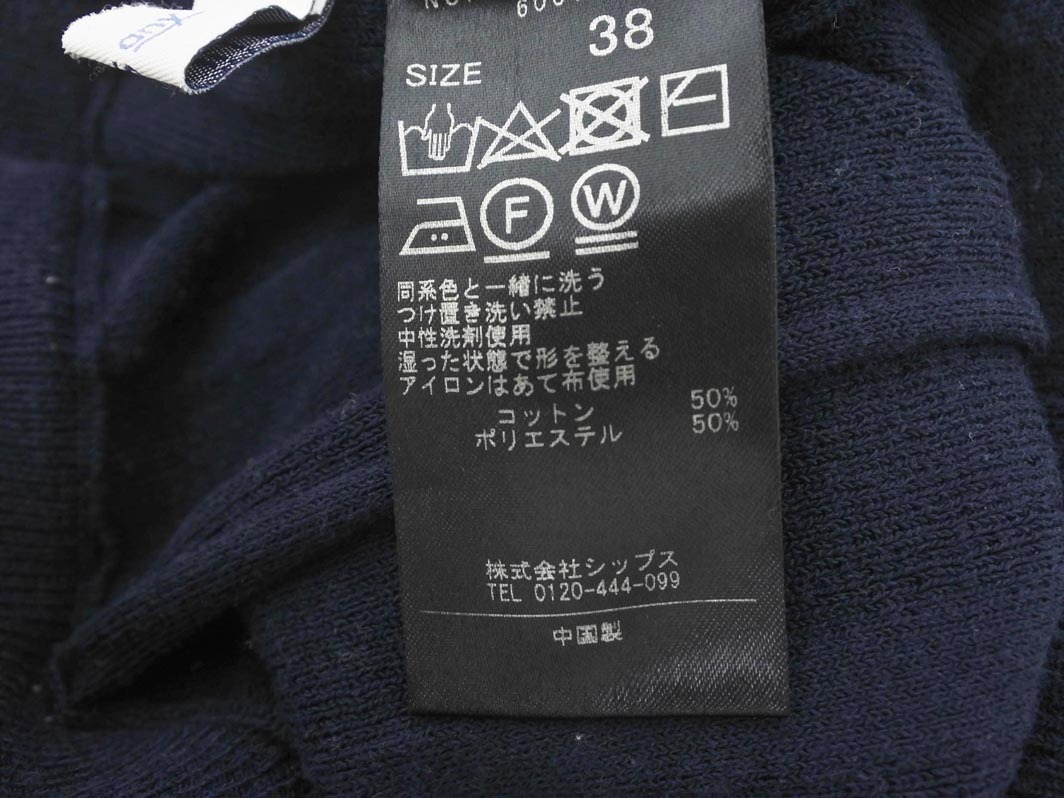 38
SIZE
F W
同系色と一緒に洗う
つけ置き洗い禁止
中性洗剤使用
湿った状態で形を整える
アイロンはあて布使用
コットン 50%
ポリエステル 50%
株式会社シップス
TEL 0120-444-099
中国製